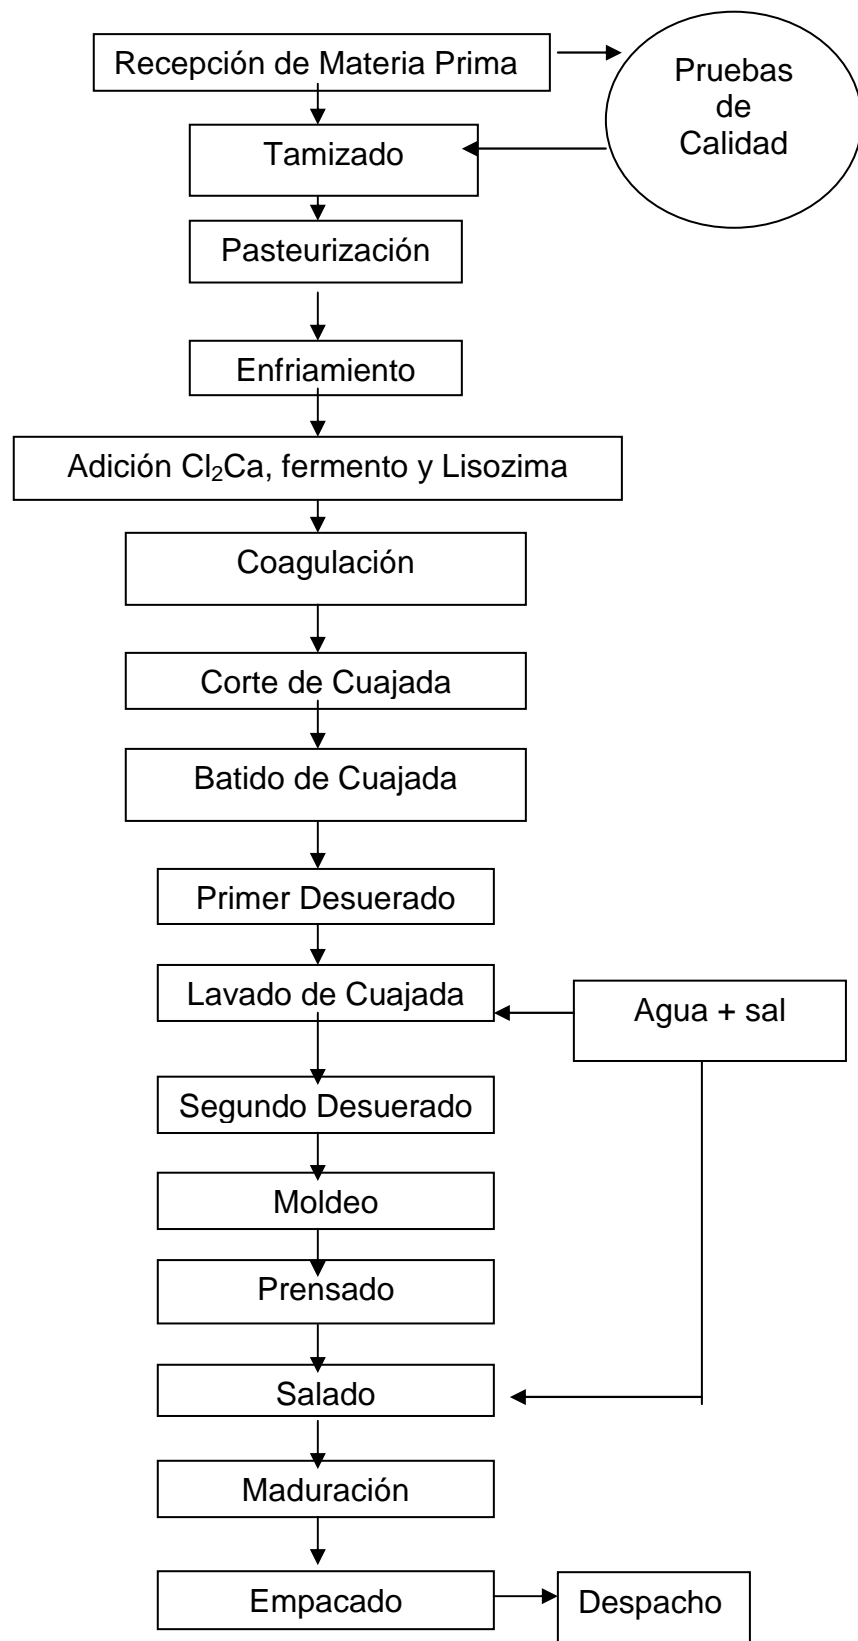 Recepción de Materia Prima
Pruebas
de
Calidad
Tamizado
Pasteurización
Enfriamiento
Adición Cl₂Ca, fermento y Lisozima
Coagulación
Corte de Cuajada
Batido de Cuajada
Primer Desuerado
Lavado de Cuajada
Agua + sal
Segundo Desuerado
Moldeo
Prensado
Salado
Maduración
Empacado
Despacho